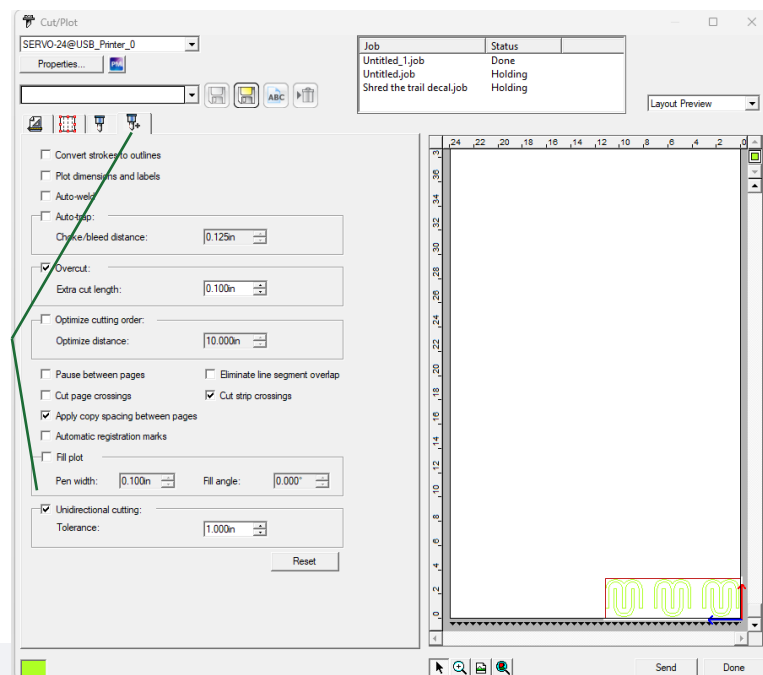 Cut/Plot
SERVO-24@USB_Printer_0
Properties...
PM
Job Status
Untitled_1.job Done
Untitled.job Holding
Shred the trail decal.job Holding
ABC
Layout Preview
Convert strokes to outlines
Plot dimensions and labels
Auto-weld
Auto-trap:
Choke/bleed distance: 0.125in
Overcut:
Extra cut length: 0.100in
Optimize cutting order:
Optimize distance: 10.000in
Pause between pages Eliminate line segment overlap
Cut page crossings Cut strip crossings
Apply copy spacing between pages
Automatic registration marks
Fill plot
Pen width: 0.100in Fill angle: 0.000°
Unidirectional cutting:
Tolerance: 1.000in
Reset
24 22 20 18 16 14 12 10 8 6 4 2 0
36
34
32
30
28
26
24
22
20
18
16
14
12
10
8
6
4
2
0
Send Done